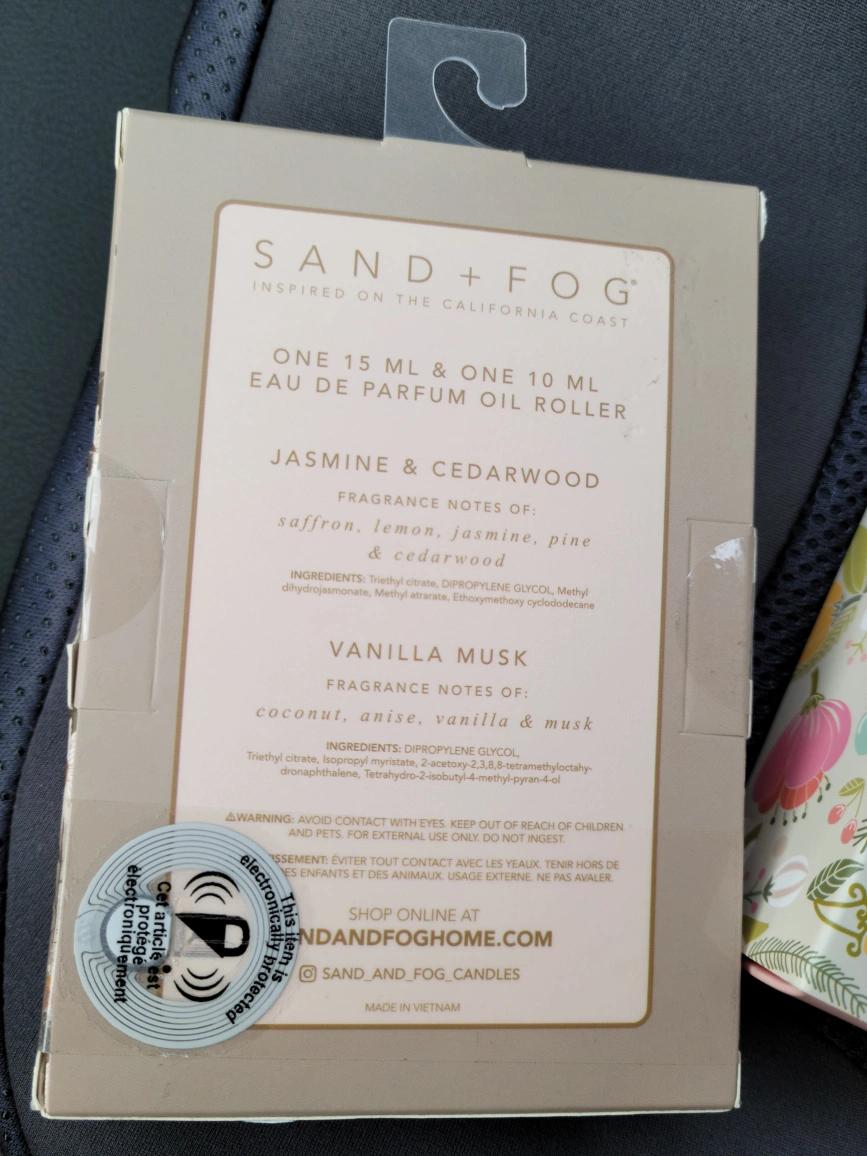 SAND + FOG®
INSPIRED ON THE CALIFORNIA COAST
ONE 15 ML & ONE 10 ML
EAU DE PARFUM OIL ROLLER
JASMINE & CEDARWOOD
FRAGRANCE NOTES OF:
saffron, lemon, jasmine, pine
& cedarwood
INGREDIENTS: Triethyl citrate, DIPROPYLENE GLYCOL, Methyl
dihydrojasmonate, Methyl atrarate, Ethoxymethoxy cyclododecane
VANILLA MUSK
FRAGRANCE NOTES OF:
coconut, anise, vanilla & musk
INGREDIENTS: DIPROPYLENE GLYCOL,
Triethyl citrate, Isopropyl myristate, 2-acetoxy-2,3,8,8-tetramethyloctahy-
dronaphthalene, Tetrahydro-2-isobutyl-4-methyl-pyran-4-ol
⚠WARNING: AVOID CONTACT WITH EYES. KEEP OUT OF REACH OF CHILDREN
AND PETS. FOR EXTERNAL USE ONLY. DO NOT INGEST.
ISSEMENT: ÉVITER TOUT CONTACT AVEC LES YEAUX. TENIR HORS DE
DES ENFANTS ET DES ANIMAUX. USAGE EXTERNE. NE PAS AVALER.
SHOP ONLINE AT
NDANDFOGHOME.COM
SAND_AND_FOG_CANDLES
MADE IN VIETNAM
This item is
electronically protected
Cet article est
protégé
électroniquement